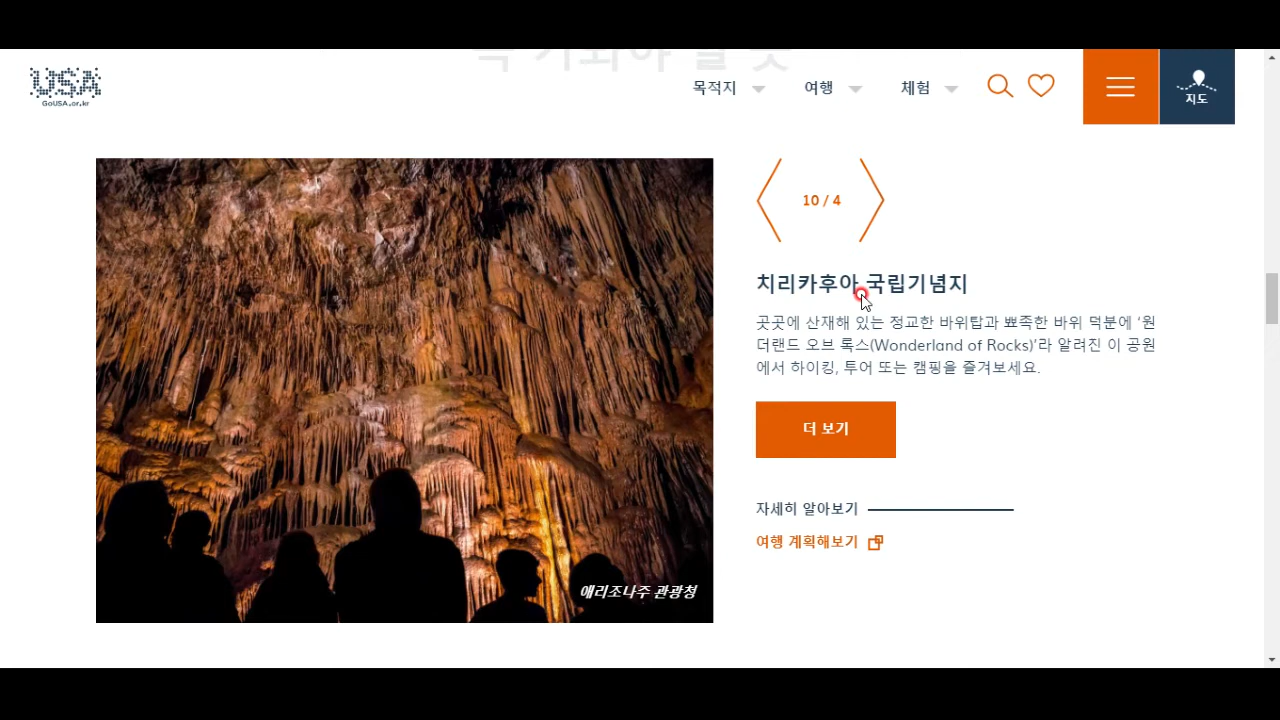 USA
GoUSA.or.kr
목적지
여행
체험
지도
10 / 4
치리카후아 국립기념지
곳곳에 산재해 있는 정교한 바위탑과 뾰족한 바위 덕분에 ‘원
더랜드 오브 록스(Wonderland of Rocks)’라 알려진 이 공원
에서 하이킹, 투어 또는 캠핑을 즐겨보세요.
더 보기
자세히 알아보기
여행 계획해보기
애리조나주 관광청